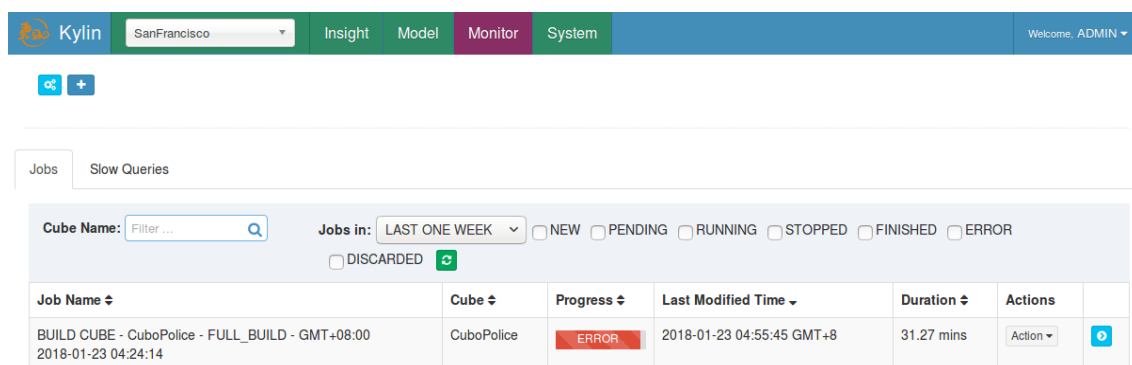 Kylin SanFrancisco Insight Model Monitor System Welcome, ADMIN
Jobs Slow Queries
Cube Name: Filter ... Jobs in: LAST ONE WEEK NEW PENDING RUNNING STOPPED FINISHED ERROR
DISCARDED
Job Name Cube Progress Last Modified Time Duration Actions
BUILD CUBE - CuboPolice - FULL_BUILD - GMT+08:00 CuboPolice ERROR 2018-01-23 04:55:45 GMT+8 31.27 mins Action
2018-01-23 04:24:14